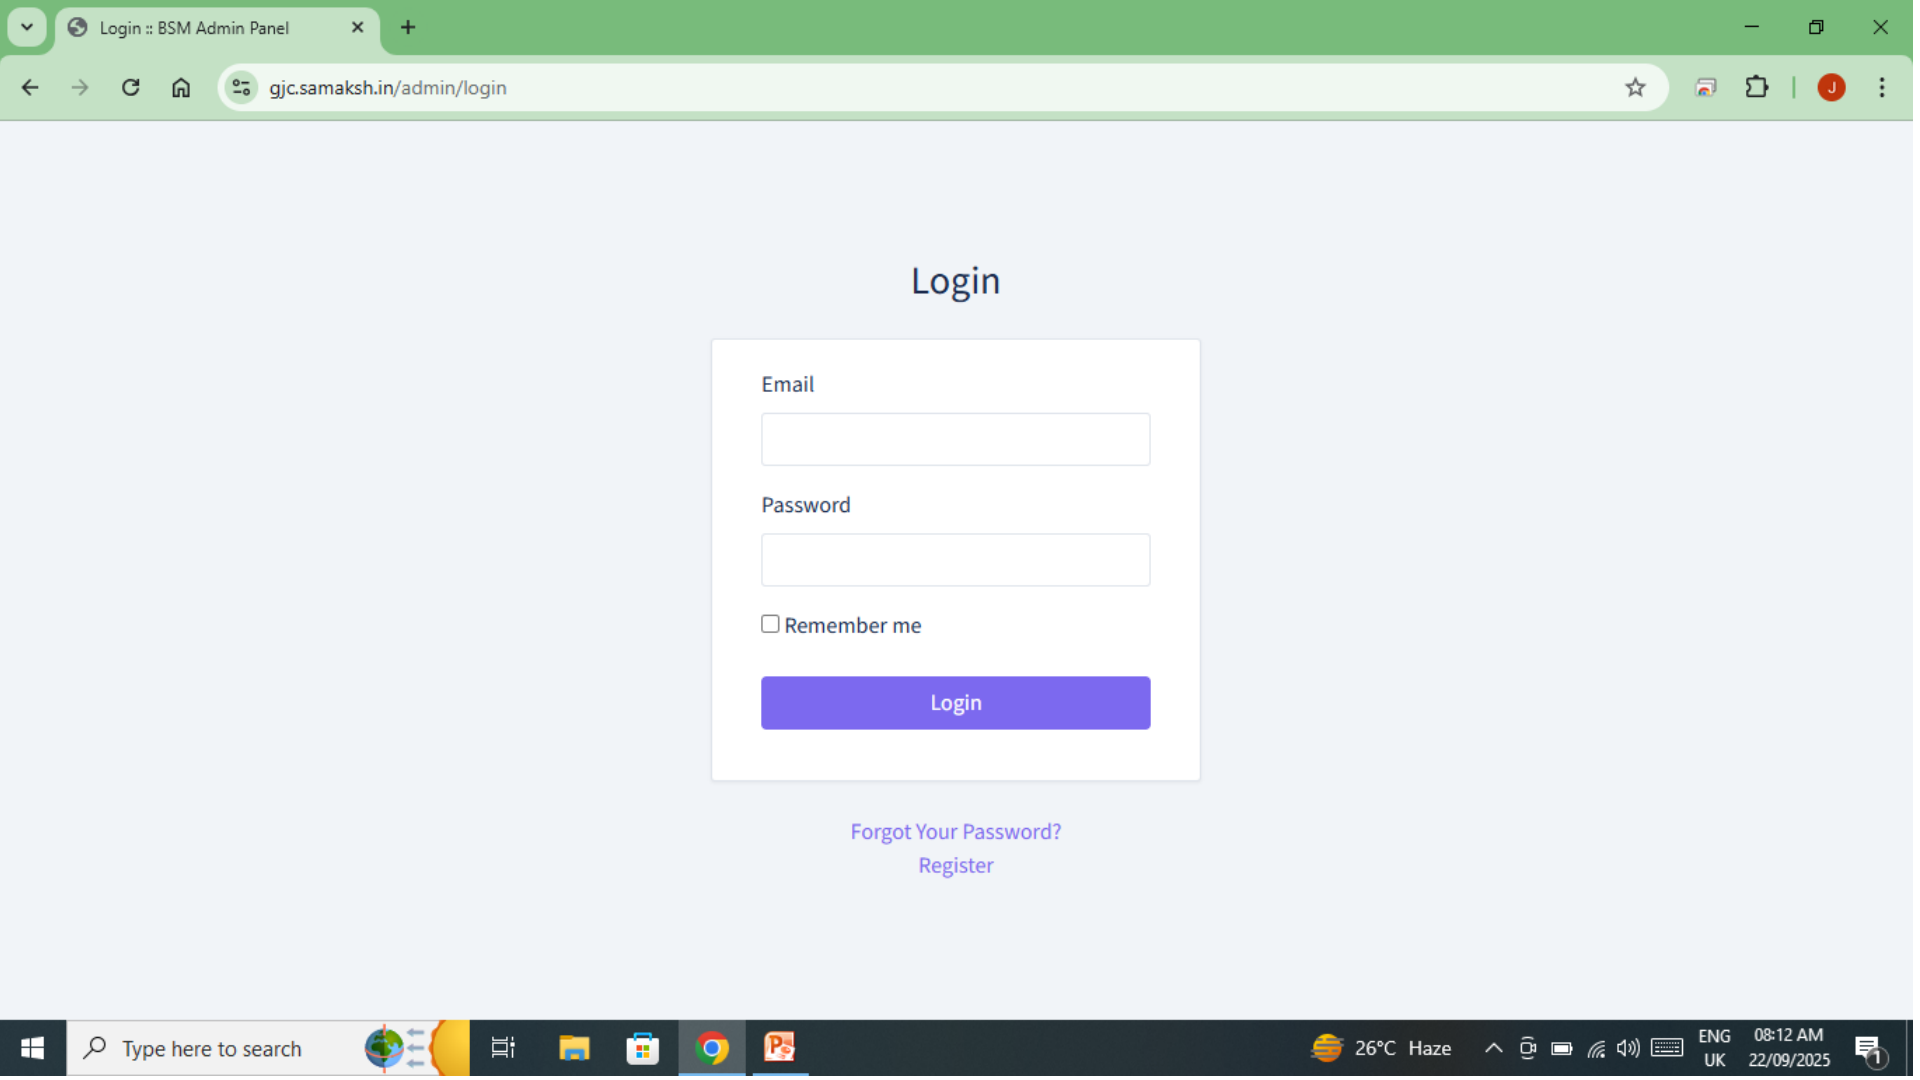 Login :: BSM Admin Panel
gjc.samaksh.in/admin/login
J
Login
Email
Password
Remember me
Login
Forgot Your Password?
Register
Type here to search
26°C Haze
ENG
UK
08:12 AM
22/09/2025
1